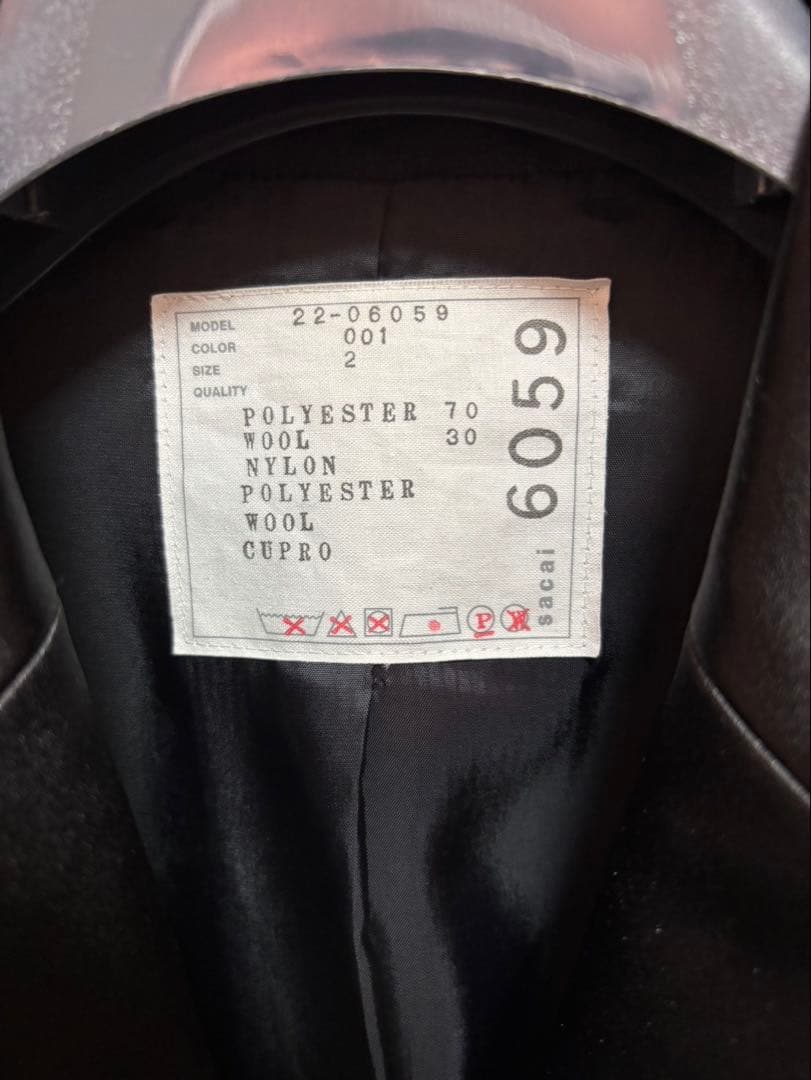 MODEL 22-06059
COLOR 001
SIZE 2
QUALITY
POLYESTER 70
WOOL 30
NYLON
POLYESTER
WOOL
CUPRO
P W
sacai 6059